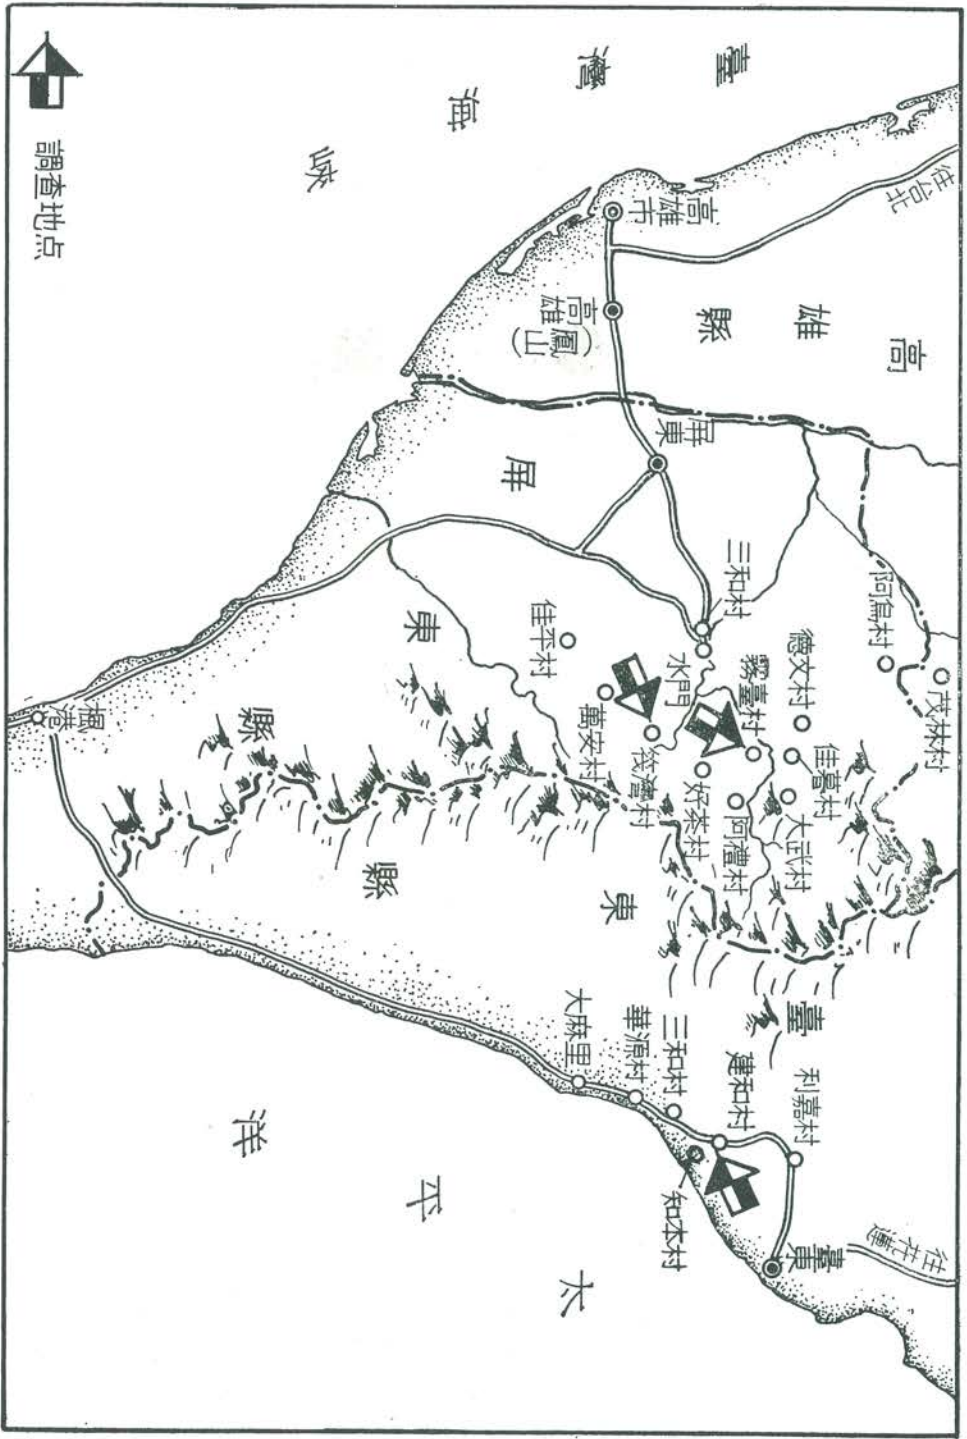 臺灣海峽
往台北
高雄市
高雄
(鳳山)
高雄縣
屏東
屏東縣
三和村
水門
佳平村
萬安村
筏灣村
霧臺村
德文村
阿鳥村
茂林村
佳暮村
大武村
阿禮村
好茶村
楓港
臺東縣
大麻里
華源村
三和村
建和村
利嘉村
知本村
臺東
往花蓮
太平洋
調查地点